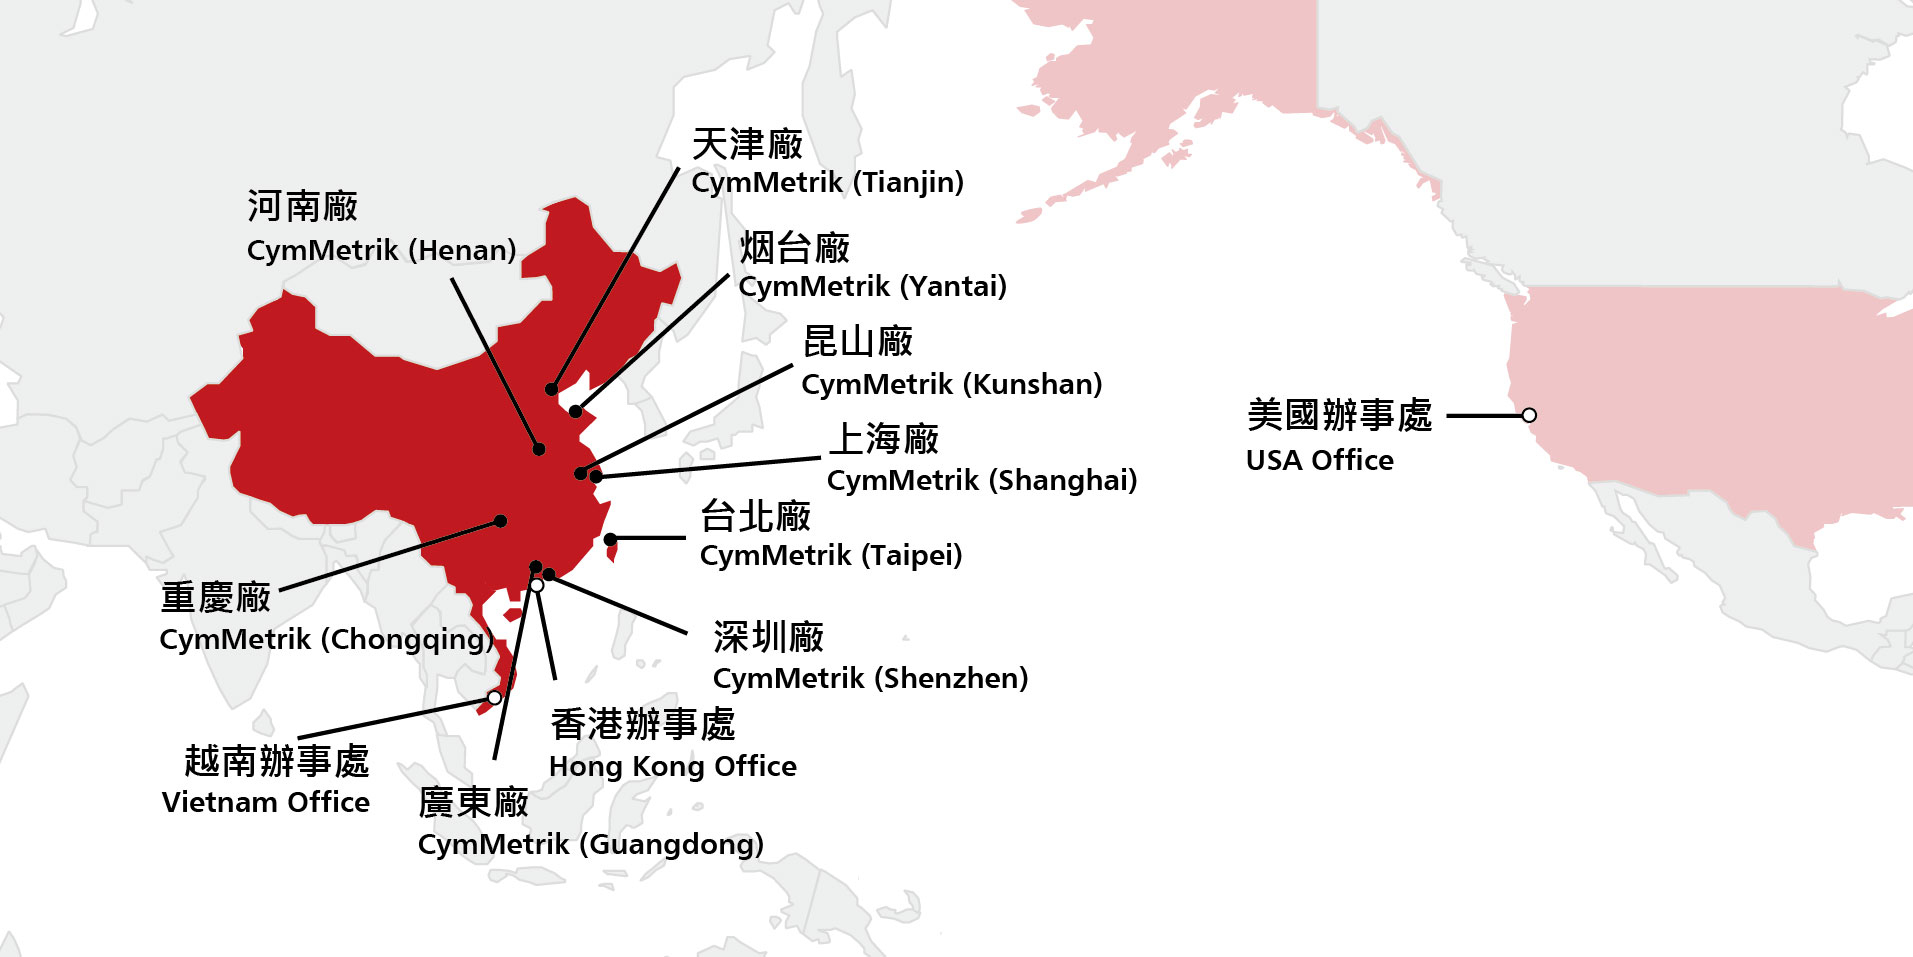 天津廠
CymMetrik (Tianjin)
河南廠
CymMetrik (Henan)
烟台廠
CymMetrik (Yantai)
昆山廠
CymMetrik (Kunshan)
上海廠
CymMetrik (Shanghai)
美國辦事處
USA Office
台北廠
CymMetrik (Taipei)
重慶廠
CymMetrik (Chongqing)
深圳廠
CymMetrik (Shenzhen)
香港辦事處
Hong Kong Office
越南辦事處
Vietnam Office
廣東廠
CymMetrik (Guangdong)